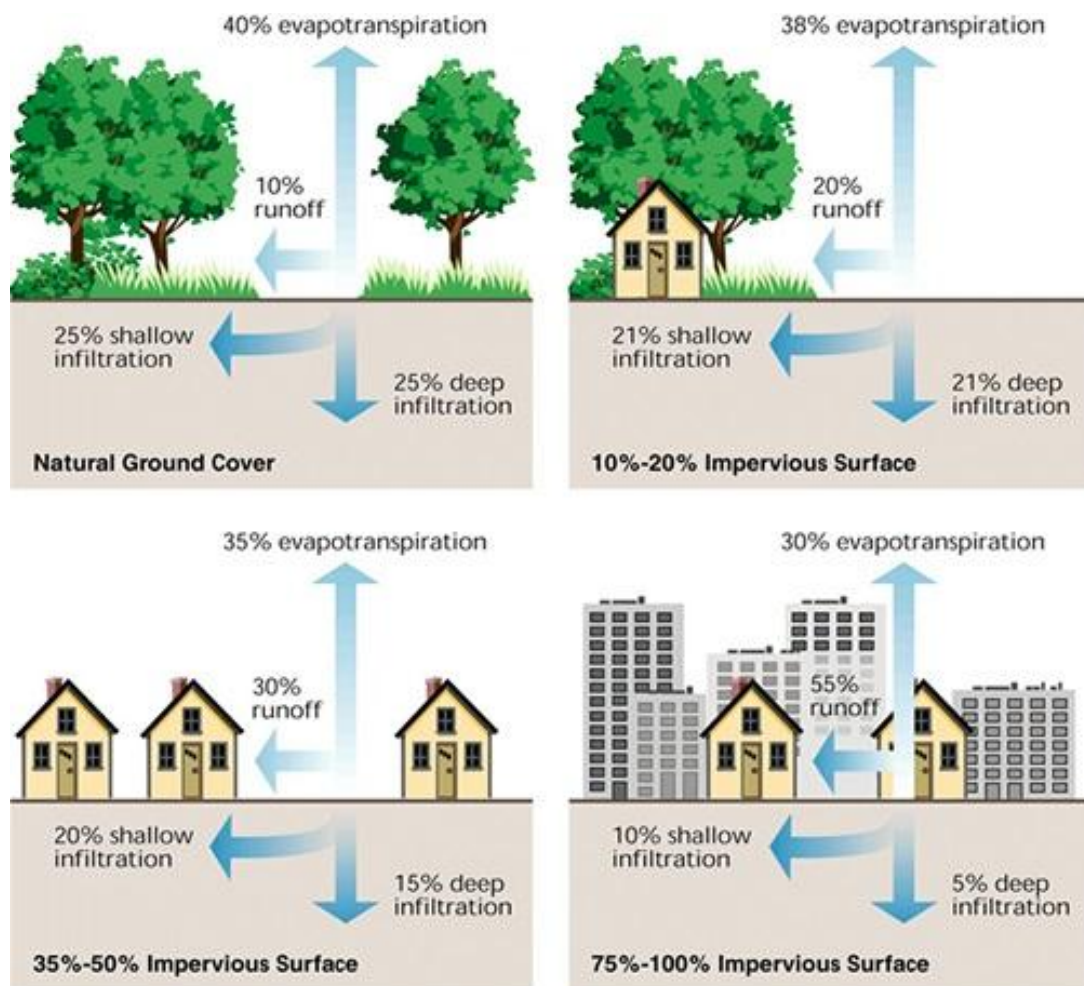 40% evapotranspiration
10%
runoff
25% shallow
infiltration
25% deep
infiltration
Natural Ground Cover
38% evapotranspiration
20%
runoff
21% shallow
infiltration
21% deep
infiltration
10%-20% Impervious Surface
35% evapotranspiration
30%
runoff
20% shallow
infiltration
15% deep
infiltration
35%-50% Impervious Surface
30% evapotranspiration
55%
runoff
10% shallow
infiltration
5% deep
infiltration
75%-100% Impervious Surface